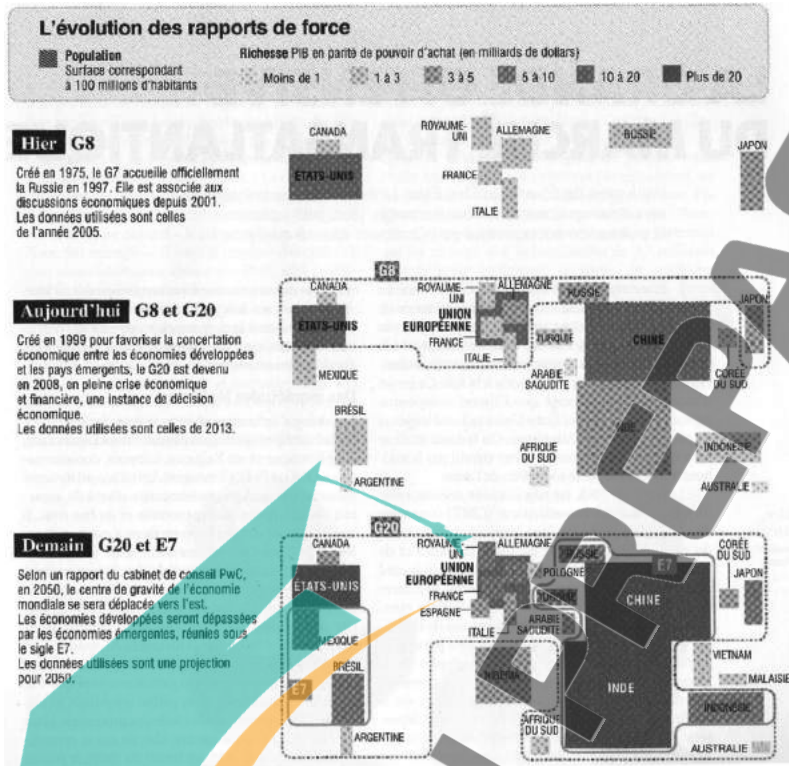 L'évolution des rapports de force
Population
Surface correspondant
à 100 millions d'habitants
Richesse PIB en parité de pouvoir d'achat (en milliards de dollars)
Moins de 1
1 à 3
3 à 5
5 à 10
10 à 20
Plus de 20
DU MARCHÉ TRANSATLANTIQUE
Hier G8
Créé en 1975, le G7 accueille officiellement
la Russie en 1997. Elle est associée aux
discussions économiques depuis 2001.
Les données utilisées sont celles
de l'année 2005.
CANADA
ÉTATS-UNIS
ROYAUME-
UNI
ALLEMAGNE
FRANCE
ITALIE
RUSSIE
JAPON
Aujourd'hui G8 et G20
Créé en 1999 pour favoriser la concertation
économique entre les économies développées
et les pays émergents, le G20 est devenu
en 2008, en pleine crise économique
et financière, une instance de décision
économique.
Les données utilisées sont celles de 2013.
G8
CANADA
ÉTATS-UNIS
MEXIQUE
BRÉSIL
ARGENTINE
ROYAUME-
UNI
ALLEMAGNE
UNION
EUROPÉENNE
FRANCE
ITALIE
RUSSIE
TURQUIE
ARABIE
SAOUDITE
AFRIQUE
DU SUD
CHINE
INDE
JAPON
CORÉE
DU SUD
INDONÉSIE
AUSTRALIE
Demain G20 et E7
Selon un rapport du cabinet de conseil PwC,
en 2050, le centre de gravité de l'économie
mondiale se sera déplacée vers l'est.
Les économies développées seront dépassées
par les économies émergentes, réunies sous
le sigle E7.
Les données utilisées sont une projection
pour 2050.
G20
CANADA
ÉTATS-UNIS
MEXIQUE
BRÉSIL
E7
ARGENTINE
ROYAUME-
UNI
ALLEMAGNE
UNION
EUROPÉENNE
FRANCE
ESPAGNE
ITALIE
RUSSIE
POLOGNE
TURQUIE
ARABIE
SAOUDITE
NIGÉRIA
AFRIQUE
DU SUD
E7
CHINE
INDE
CORÉE
DU SUD
JAPON
VIETNAM
MALAISIE
INDONÉSIE
AUSTRALIE
LEPREPAS